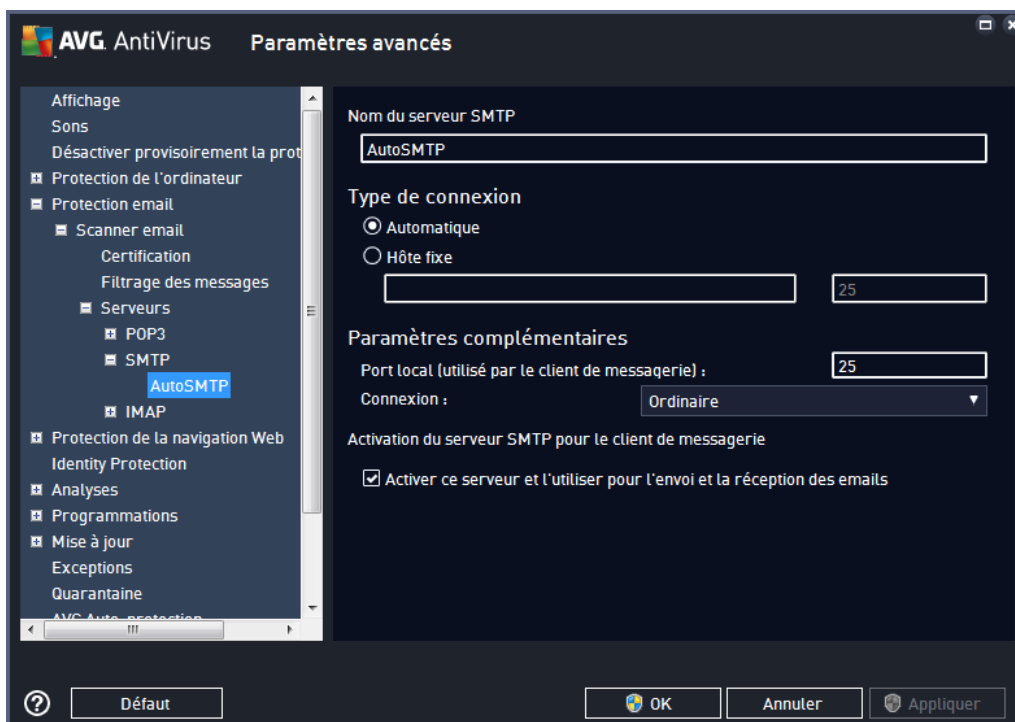 AVG AntiVirus Paramètres avancés
Affichage
Sons
Désactiver provisoirement la prot
Protection de l'ordinateur
Protection email
Scanner email
Certification
Filtrage des messages
Serveurs
POP3
SMTP
AutoSMTP
IMAP
Protection de la navigation Web
Identity Protection
Analyses
Programmations
Mise à jour
Exceptions
Quarantaine
AVG Auto-protection
Nom du serveur SMTP
AutoSMTP
Type de connexion
Automatique
Hôte fixe
25
Paramètres complémentaires
Port local (utilisé par le client de messagerie) : 25
Connexion : Ordinaire
Activation du serveur SMTP pour le client de messagerie
Activer ce serveur et l'utiliser pour l'envoi et la réception des emails
? Défaut OK Annuler Appliquer